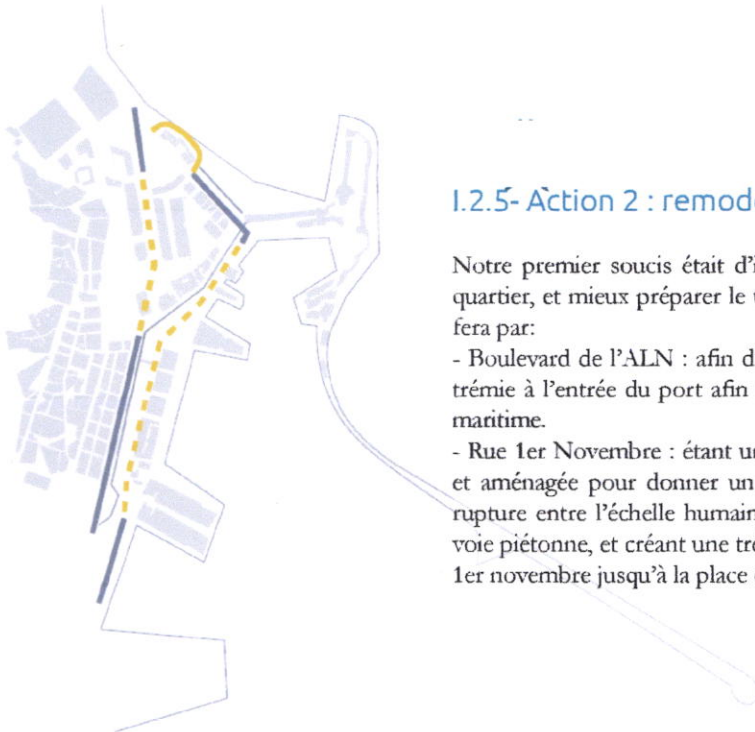 I.2.5- Action 2 : remod
Notre premier soucis était d'i
quartier, et mieux préparer le
fera par:
- Boulevard de l'ALN : afin d
trémie à l'entrée du port afin
maritime.
- Rue 1er Novembre : étant u
et aménagée pour donner un
rupture entre l'échelle humain
voie piétonne, et créant une tr
1er novembre jusqu'à la place